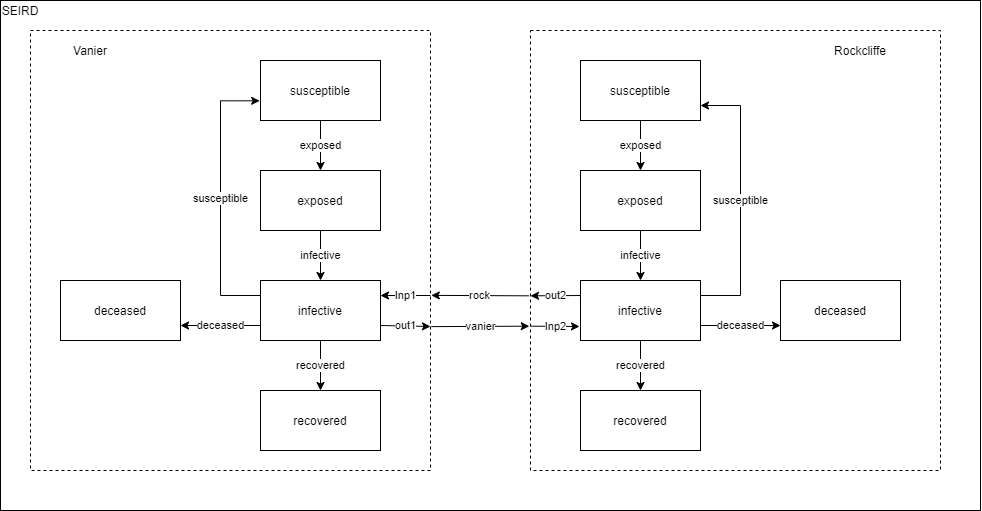 SEIRD
Vanier
Rockcliffe
susceptible
susceptible
exposed
exposed
susceptible
exposed
exposed
susceptible
infective
infective
deceased
infective
Inp1
rock
out2
infective
deceased
deceased
out1
vanier
Inp2
deceased
recovered
recovered
recovered
recovered